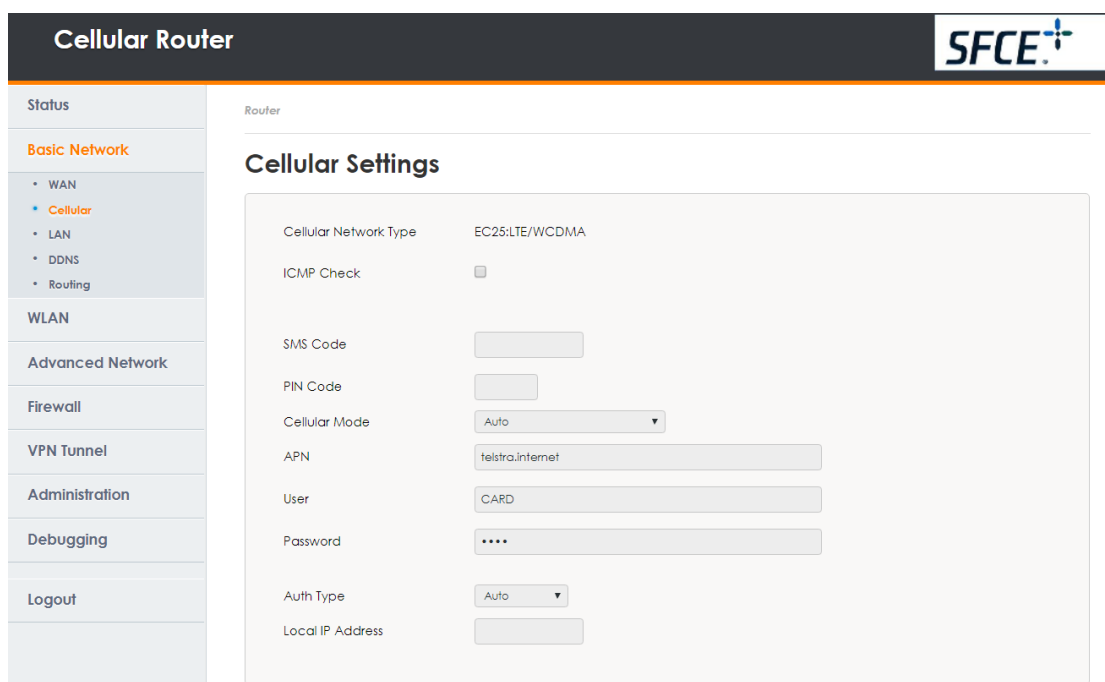 Cellular Router
SFCE.
Status
Basic Network
• WAN
• Cellular
• LAN
• DDNS
• Routing
WLAN
Advanced Network
Firewall
VPN Tunnel
Administration
Debugging
Logout
Router
Cellular Settings
Cellular Network Type EC25:LTE/WCDMA
ICMP Check
SMS Code
PIN Code
Cellular Mode Auto
APN telstra.internet
User CARD
Password ••••
Auth Type Auto
Local IP Address